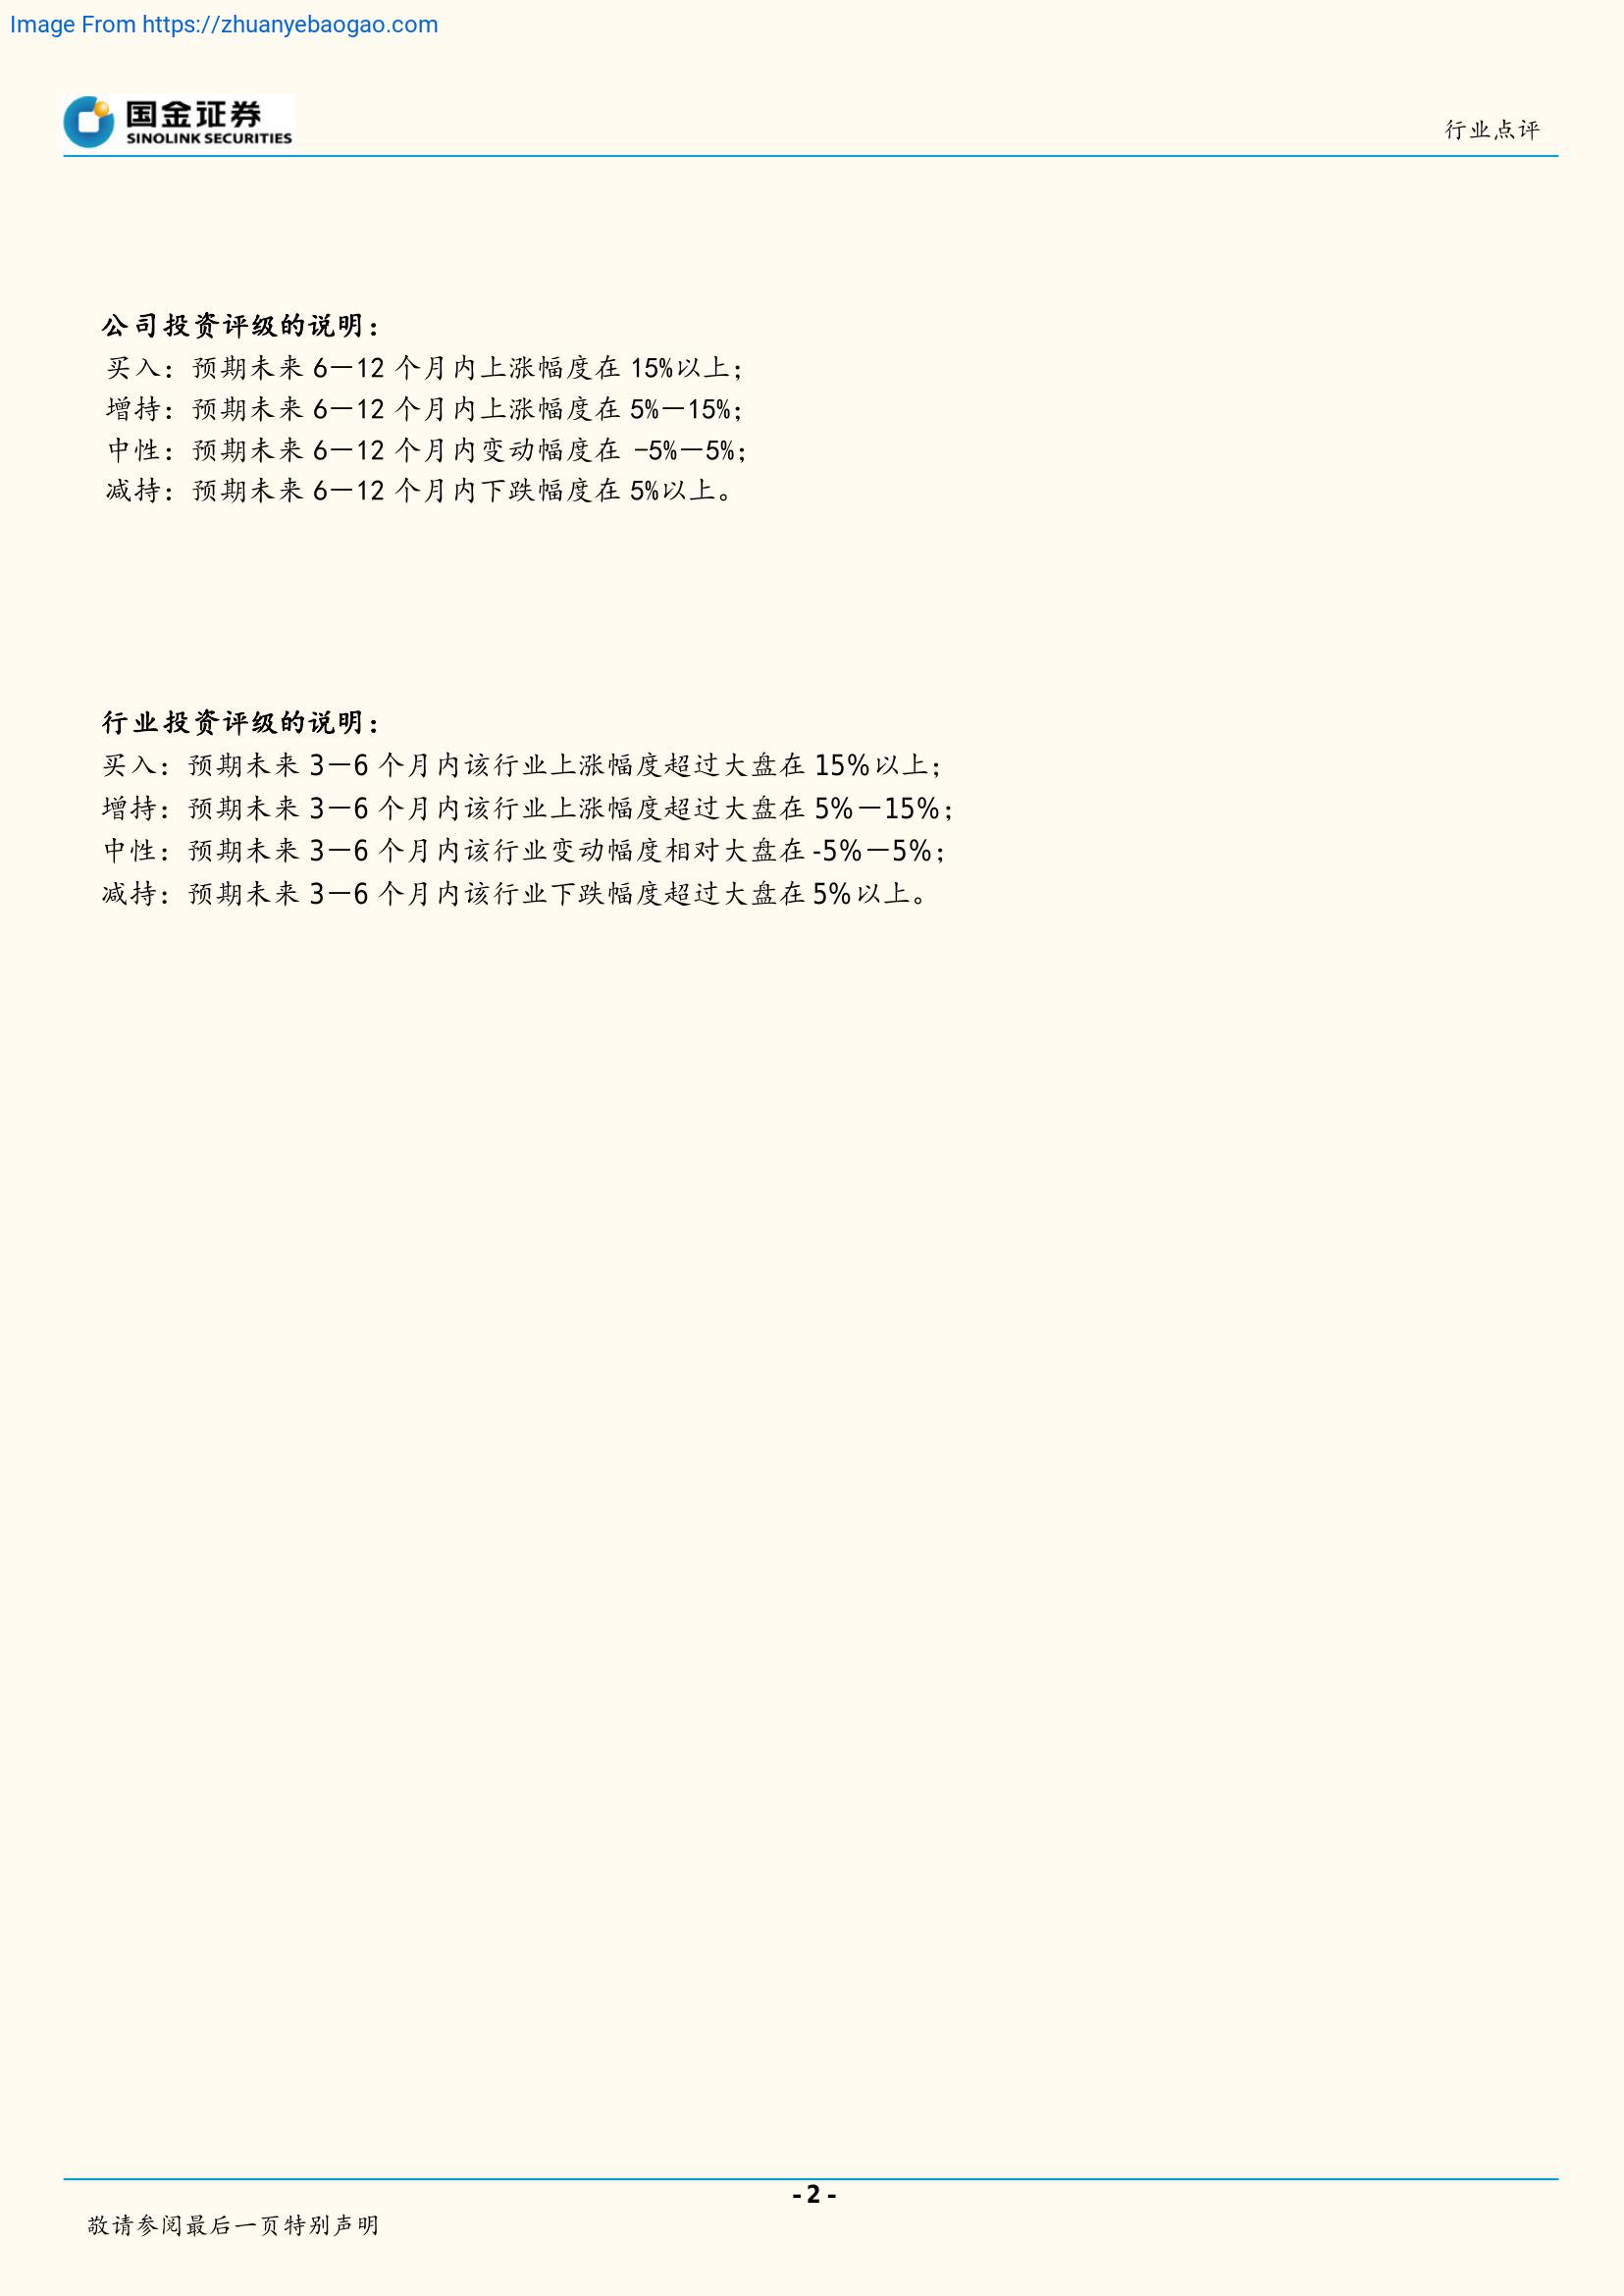 Image From https://zhuanyebaogao.com
国金证券
SINOLINK SECURITIES
行业点评
公司投资评级的说明：
买入：预期未来 6－12 个月内上涨幅度在 15%以上；
增持：预期未来 6－12 个月内上涨幅度在 5%－15%；
中性：预期未来 6－12 个月内变动幅度在 -5%－5%；
减持：预期未来 6－12 个月内下跌幅度在 5%以上。
行业投资评级的说明：
买入：预期未来 3－6 个月内该行业上涨幅度超过大盘在 15%以上；
增持：预期未来 3－6 个月内该行业上涨幅度超过大盘在 5%－15%；
中性：预期未来 3－6 个月内该行业变动幅度相对大盘在 -5%－5%；
减持：预期未来 3－6 个月内该行业下跌幅度超过大盘在 5%以上。
- 2 -
敬请参阅最后一页特别声明